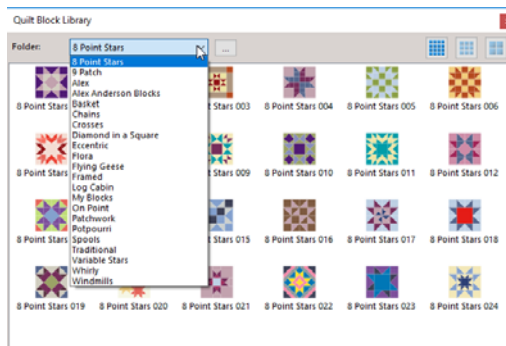 Quilt Block Library
Folder:
8 Point Stars
...
8 Point Stars
9 Patch
Alex
Alex Anderson Blocks
Basket
Chains
Crosses
Diamond in a Square
Eccentric
Flora
Flying Geese
Framed
Log Cabin
My Blocks
On Point
Patchwork
Potpourri
Spools
Traditional
Variable Stars
Whirly
Windmills
8 Point Stars
t Stars 003
8 Point Stars 004
8 Point Stars 005
8 Point Stars 006
8 Point Stars
t Stars 009
8 Point Stars 010
8 Point Stars 011
8 Point Stars 012
8 Point Stars
t Stars 015
8 Point Stars 016
8 Point Stars 017
8 Point Stars 018
8 Point Stars 019
8 Point Stars 020
8 Point Stars 021
8 Point Stars 022
8 Point Stars 023
8 Point Stars 024